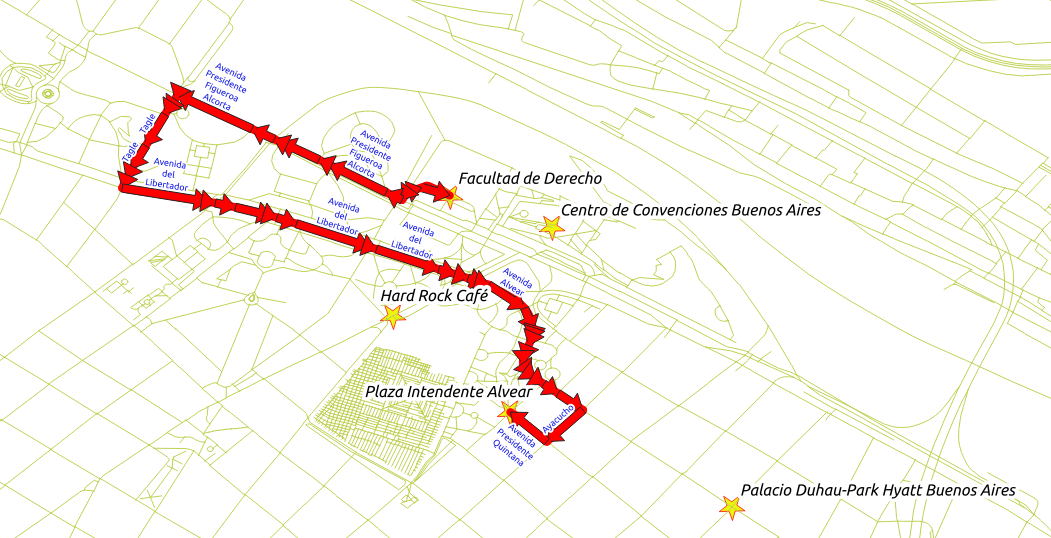 Avenida
Presidente
Figueroa
Alcorta
Tagle
Tagle
Avenida
del
Libertador
Avenida
Presidente
Figueroa
Alcorta
Facultad de Derecho
Centro de Convenciones Buenos Aires
Avenida
del
Libertador
Avenida
del
Libertador
Avenida
Alvear
Hard Rock Café
Plaza Intendente Alvear
Ayacucho
Avenida
Presidente
Quintana
Palacio Duhau-Park Hyatt Buenos Aires